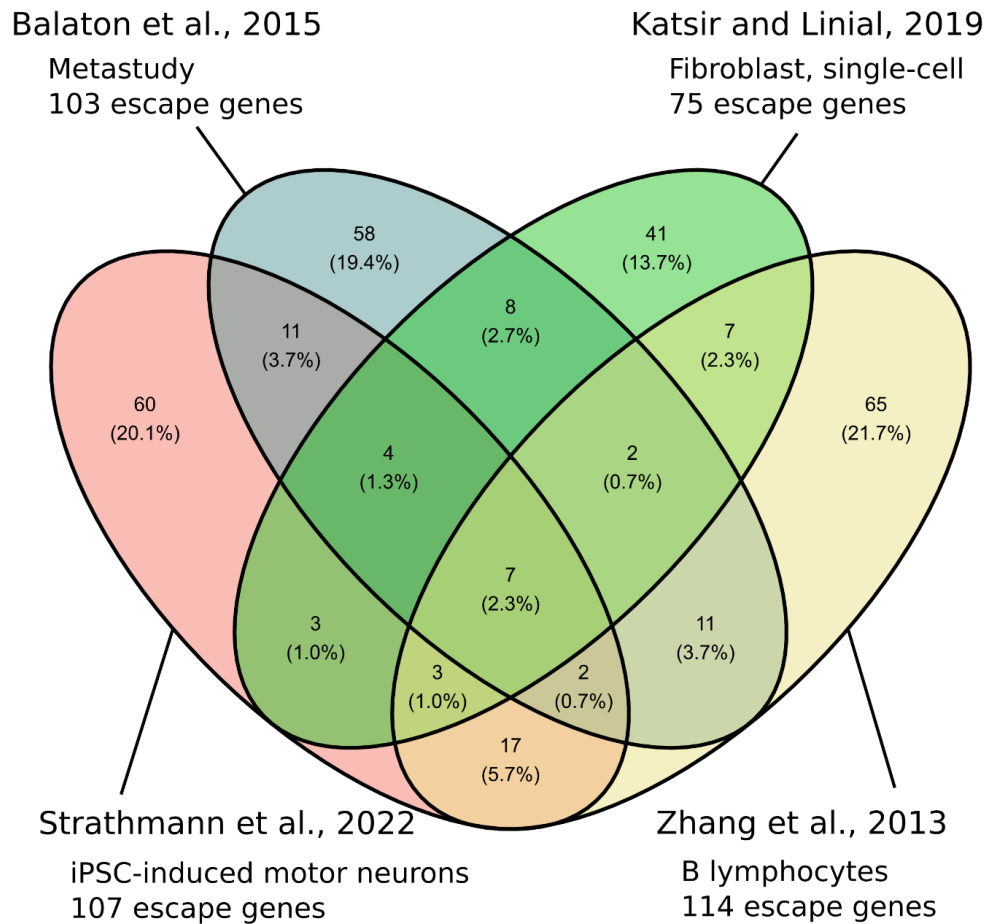 Balaton et al., 2015
Metastudy
103 escape genes
Katsir and Linial, 2019
Fibroblast, single-cell
75 escape genes
58
(19.4%)
41
(13.7%)
8
(2.7%)
11
(3.7%)
7
(2.3%)
60
(20.1%)
65
(21.7%)
4
(1.3%)
2
(0.7%)
7
(2.3%)
3
(1.0%)
11
(3.7%)
3
(1.0%)
2
(0.7%)
17
(5.7%)
Strathmann et al., 2022
iPSC-induced motor neurons
107 escape genes
Zhang et al., 2013
B lymphocytes
114 escape genes